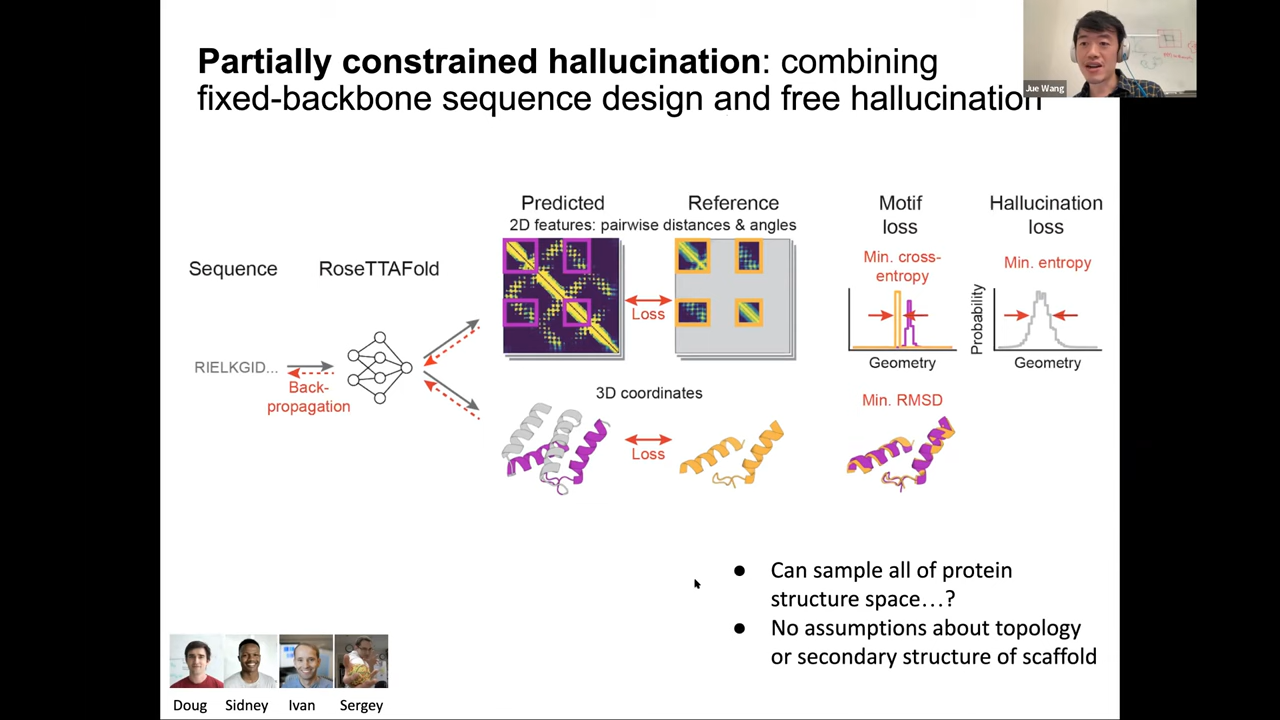 Partially constrained hallucination: combining
fixed-backbone sequence design and free hallucination
Jue Wang
Predicted
Reference
2D features: pairwise distances & angles
Motif
loss
Hallucination
loss
Min. cross-
entropy
Min. entropy
Sequence
RoseTTAFold
Loss
Probability
Geometry
Geometry
RIELKGID...
Back-
propagation
3D coordinates
Min. RMSD
Loss
● Can sample all of protein
structure space…?
● No assumptions about topology
or secondary structure of scaffold
Doug
Sidney
Ivan
Sergey